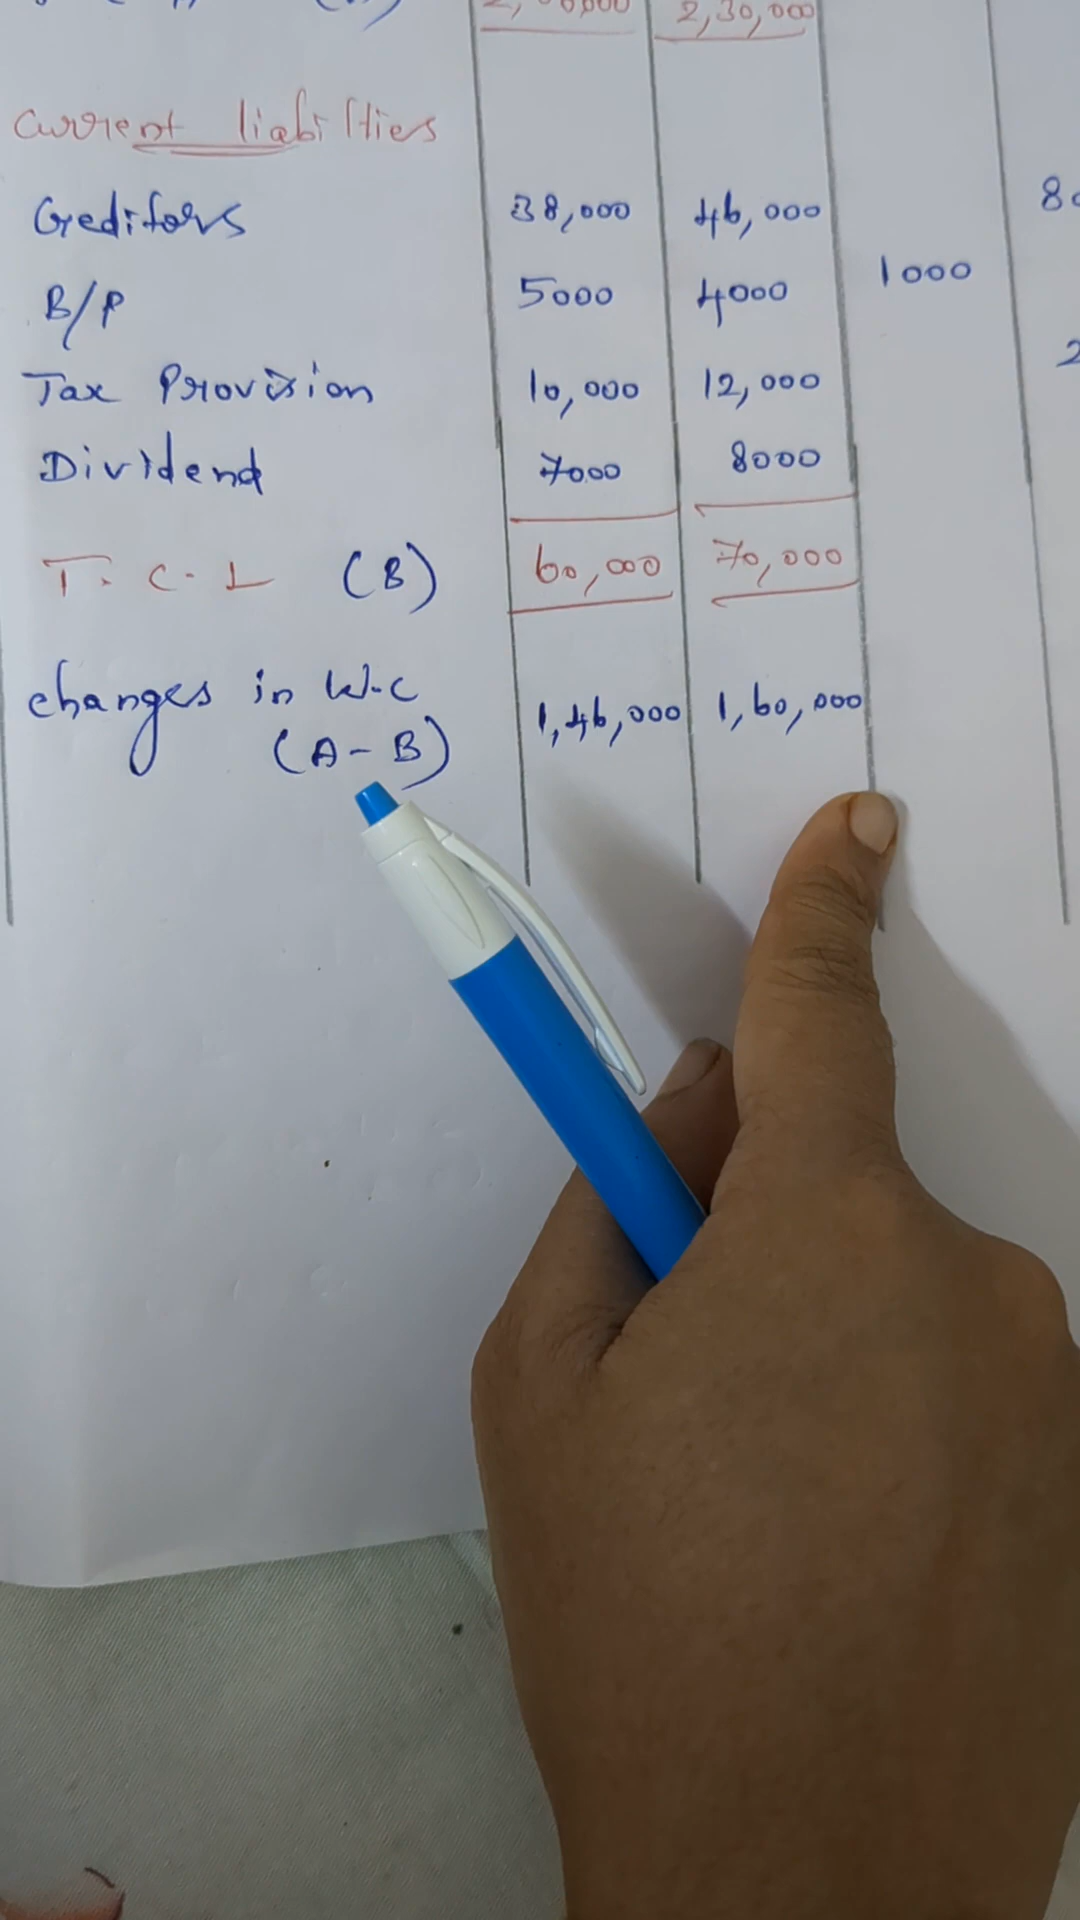 2,30,000
Current liabilities
Creditors 38,000 46,000
B/P 5000 4000 1000
Tax Provision 10,000 12,000
Dividend 7000 8000
T.C.L (B) 60,000 70,000
changes in W.C
(A-B) 1,46,000 1,60,000